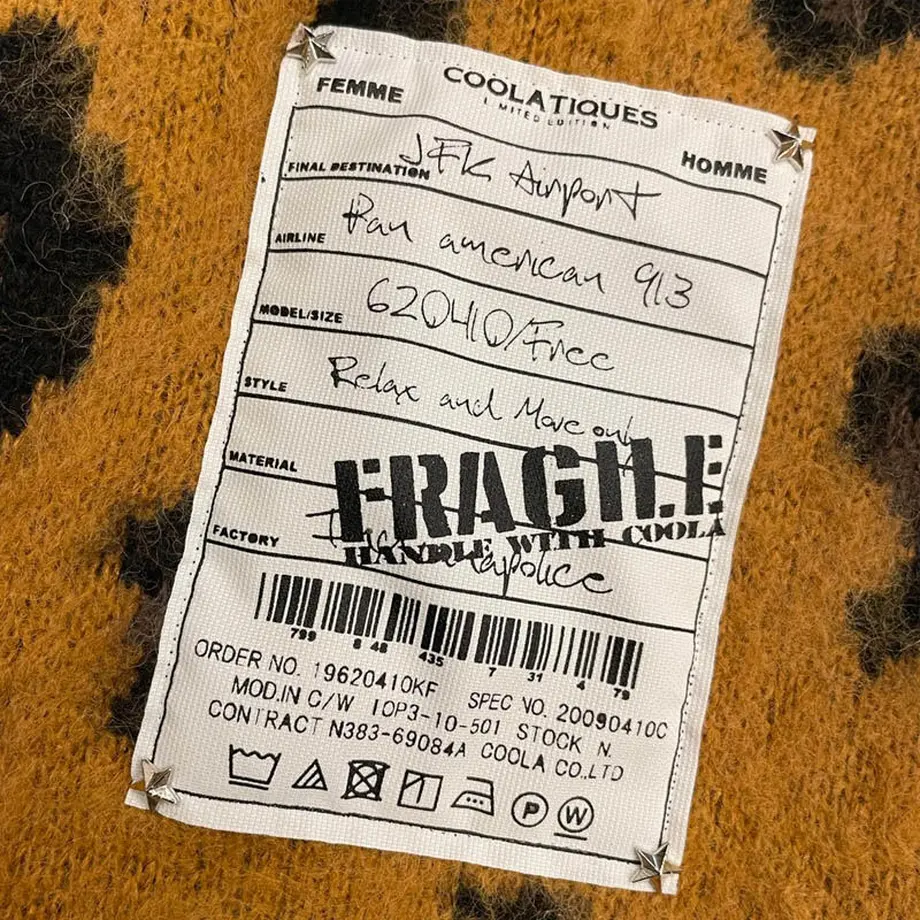 COOLATIQUES
LIMITED EDITION
FEMME
HOMME
FINAL DESTINATION JFK Airport
AIRLINE Pan american 913
MODEL/SIZE 620410/Free
STYLE Relax and Move out
MATERIAL
FRAGILE
HANDLE WITH COOLA
FACTORY
799 8 48 435 7 31 4 79
ORDER NO. 19620410KF SPEC NO. 20090410C
MOD.IN C/W 10P3-10-501 STOCK N
CONTRACT N383-69084A COOLA CO.,LTD
P W